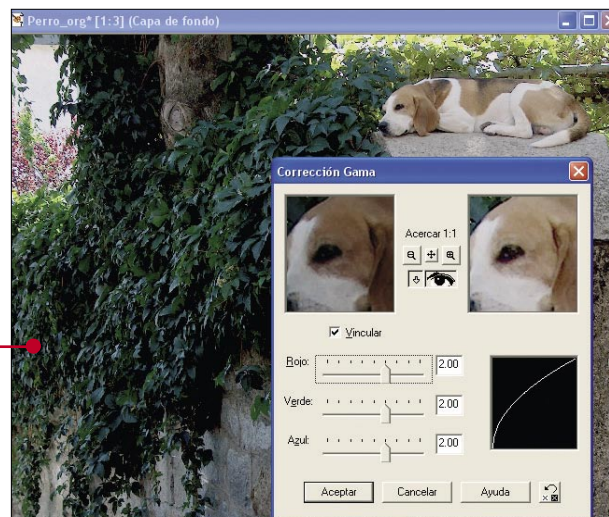 Perro_org* [1:3] (Capa de fondo)
Corrección Gama
Acercar 1:1
Vincular
Rojo: 2.00
Verde: 2.00
Azul: 2.00
Aceptar Cancelar Ayuda